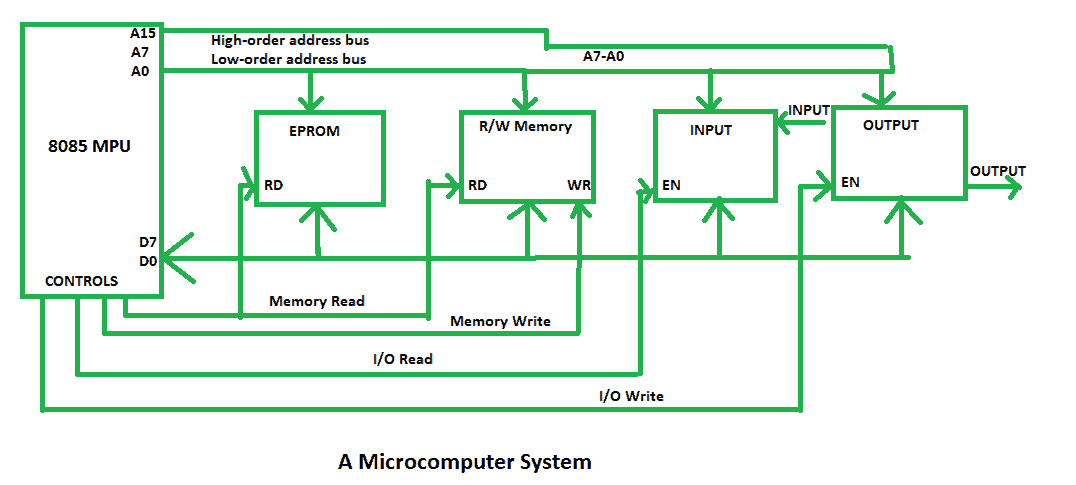 A15
High-order address bus
A7
Low-order address bus
A7-A0
A0
INPUT
EPROM
R/W Memory
INPUT
OUTPUT
8085 MPU
OUTPUT
RD
RD
WR
EN
EN
D7
D0
CONTROLS
Memory Read
Memory Write
I/O Read
I/O Write
A Microcomputer System